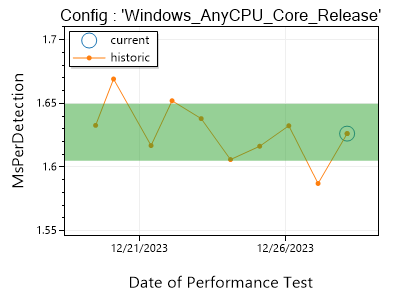 Config : 'Windows_AnyCPU_Core_Release'
current
historic
MsPerDetection
1.7
1.65
1.6
1.55
12/21/2023
12/26/2023
Date of Performance Test